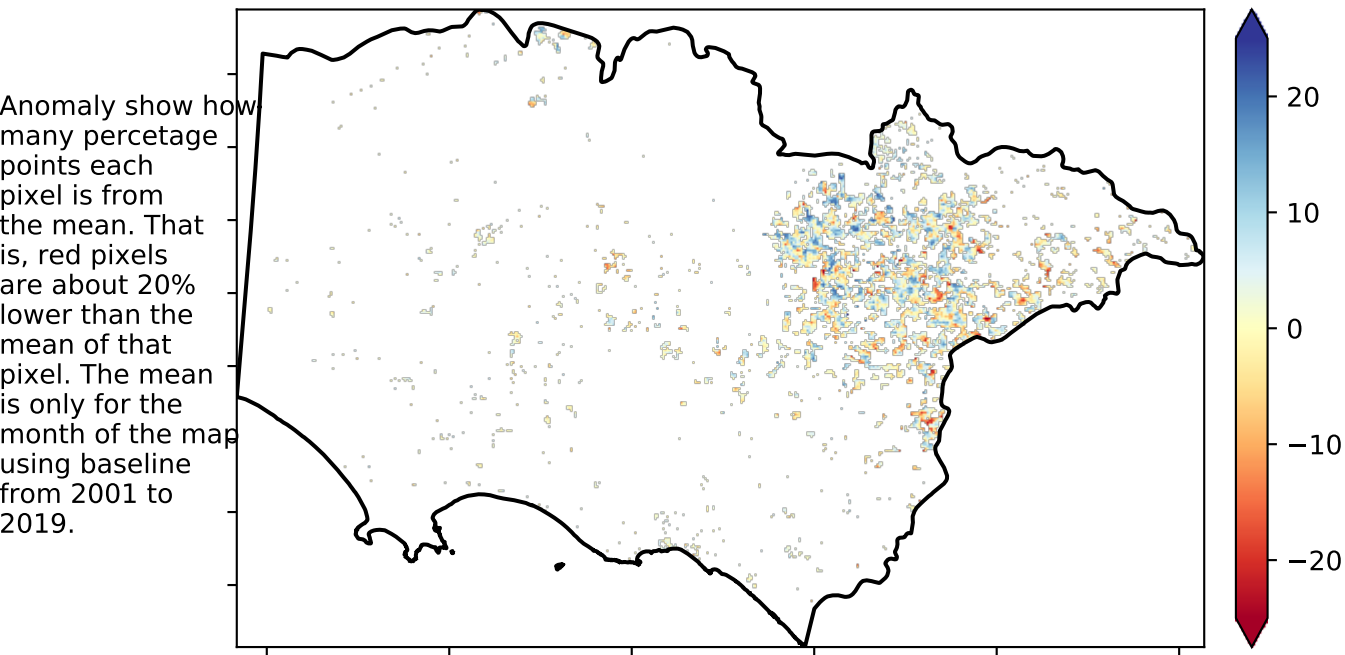 Anomaly show how
many percetage
points each
pixel is from
the mean. That
is, red pixels
are about 20%
lower than the
mean of that
pixel. The mean
is only for the
month of the map
using baseline
from 2001 to
2019.
20
10
0
−10
−20